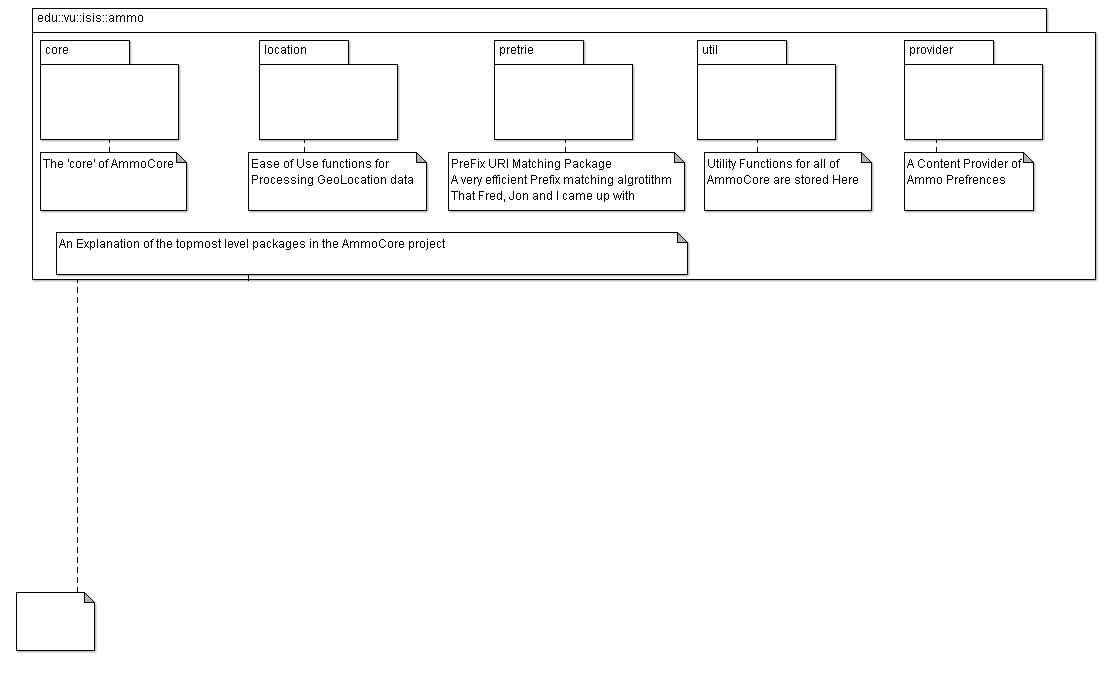 edu::vu::isis::ammo
core
location
pretrie
util
provider
The 'core' of AmmoCore
Ease of Use functions for
Processing GeoLocation data
PreFix URI Matching Package
A very efficient Prefix matching algrotithm
That Fred, Jon and I came up with
Utility Functions for all of
AmmoCore are stored Here
A Content Provider of
Ammo Prefrences
An Explanation of the topmost level packages in the AmmoCore project